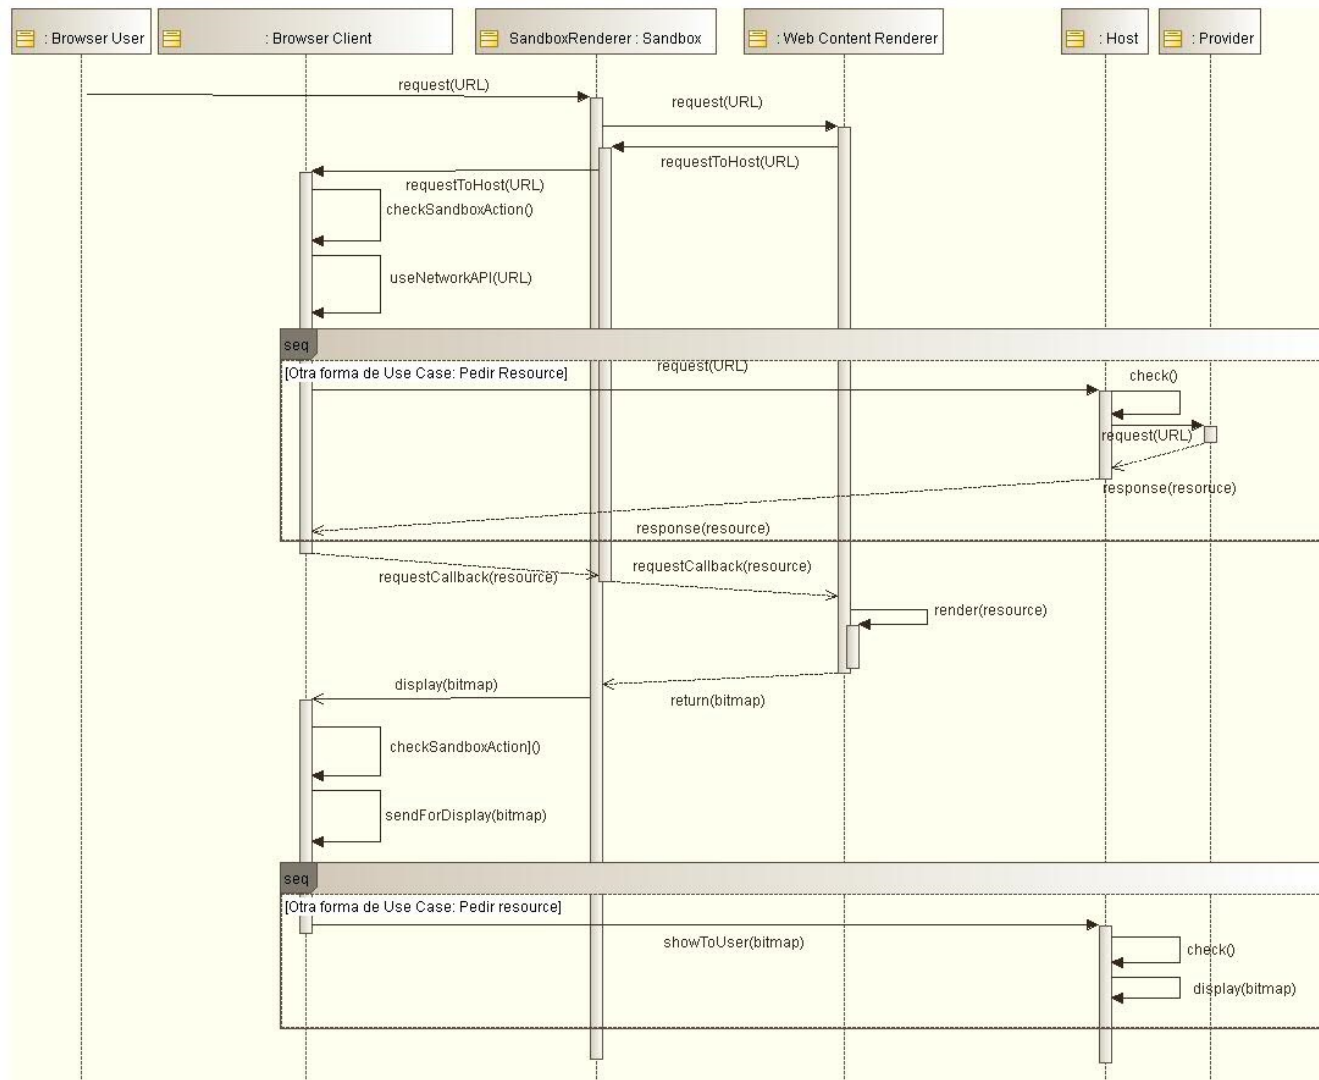 : Browser User
: Browser Client
SandboxRenderer : Sandbox
: Web Content Renderer
: Host
: Provider
request(URL)
request(URL)
requestToHost(URL)
requestToHost(URL)
checkSandboxAction()
useNetworkAPI(URL)
seq
[Otra forma de Use Case: Pedir Resource]
request(URL)
check()
request(URL)
response(resoruce)
response(resource)
requestCallback(resource)
requestCallback(resource)
render(resource)
display(bitmap)
return(bitmap)
checkSandboxAction]()
sendForDisplay(bitmap)
seq
[Otra forma de Use Case: Pedir resource]
showToUser(bitmap)
check()
display(bitmap)